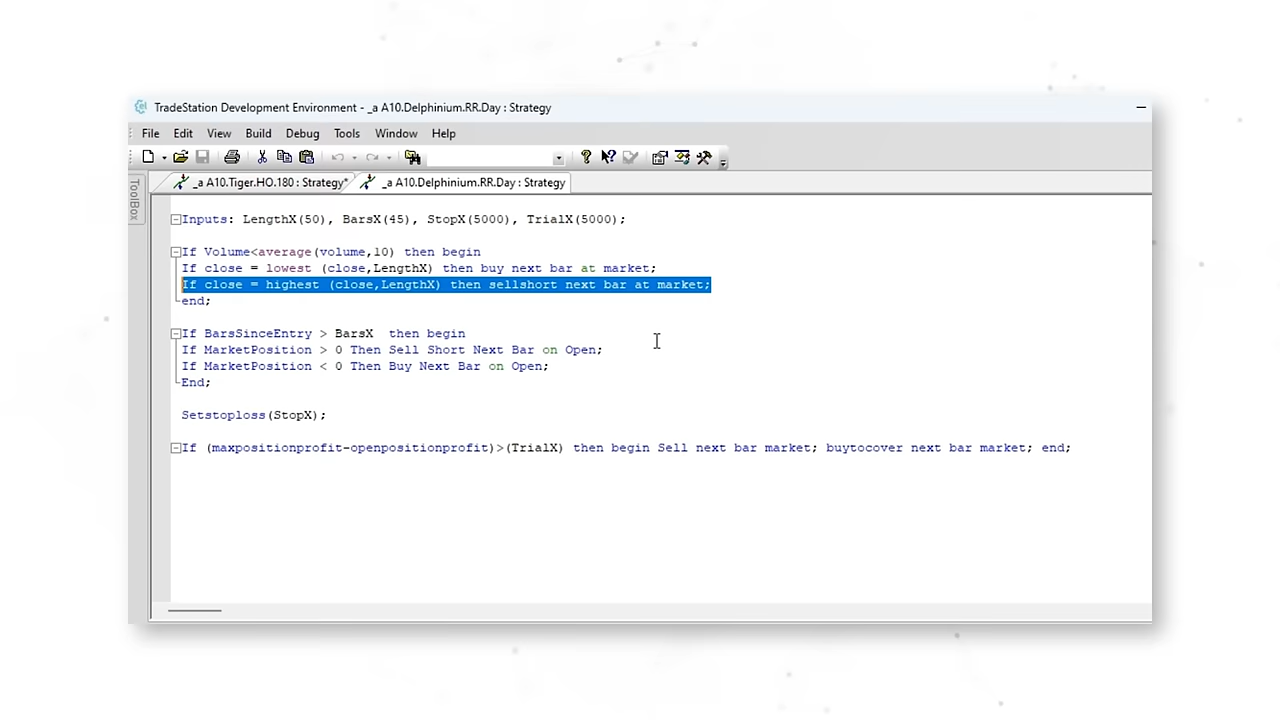 TradeStation Development Environment - _a A10.Delphinium.RR.Day : Strategy
File Edit View Build Debug Tools Window Help
ToolBox
_a A10.Tiger.HO.180 : Strategy* _a A10.Delphinium.RR.Day : Strategy
Inputs: LengthX(50), BarsX(45), StopX(5000), TrialX(5000);
If Volume<average(volume,10) then begin
If close = lowest (close,LengthX) then buy next bar at market;
If close = highest (close,LengthX) then sellshort next bar at market;
end;
If BarsSinceEntry > BarsX then begin
If MarketPosition > 0 Then Sell Short Next Bar on Open;
If MarketPosition < 0 Then Buy Next Bar on Open;
End;
Setstoploss(StopX);
If (maxpositionprofit-openpositionprofit)>(TrialX) then begin Sell next bar market; buytocover next bar market; end;